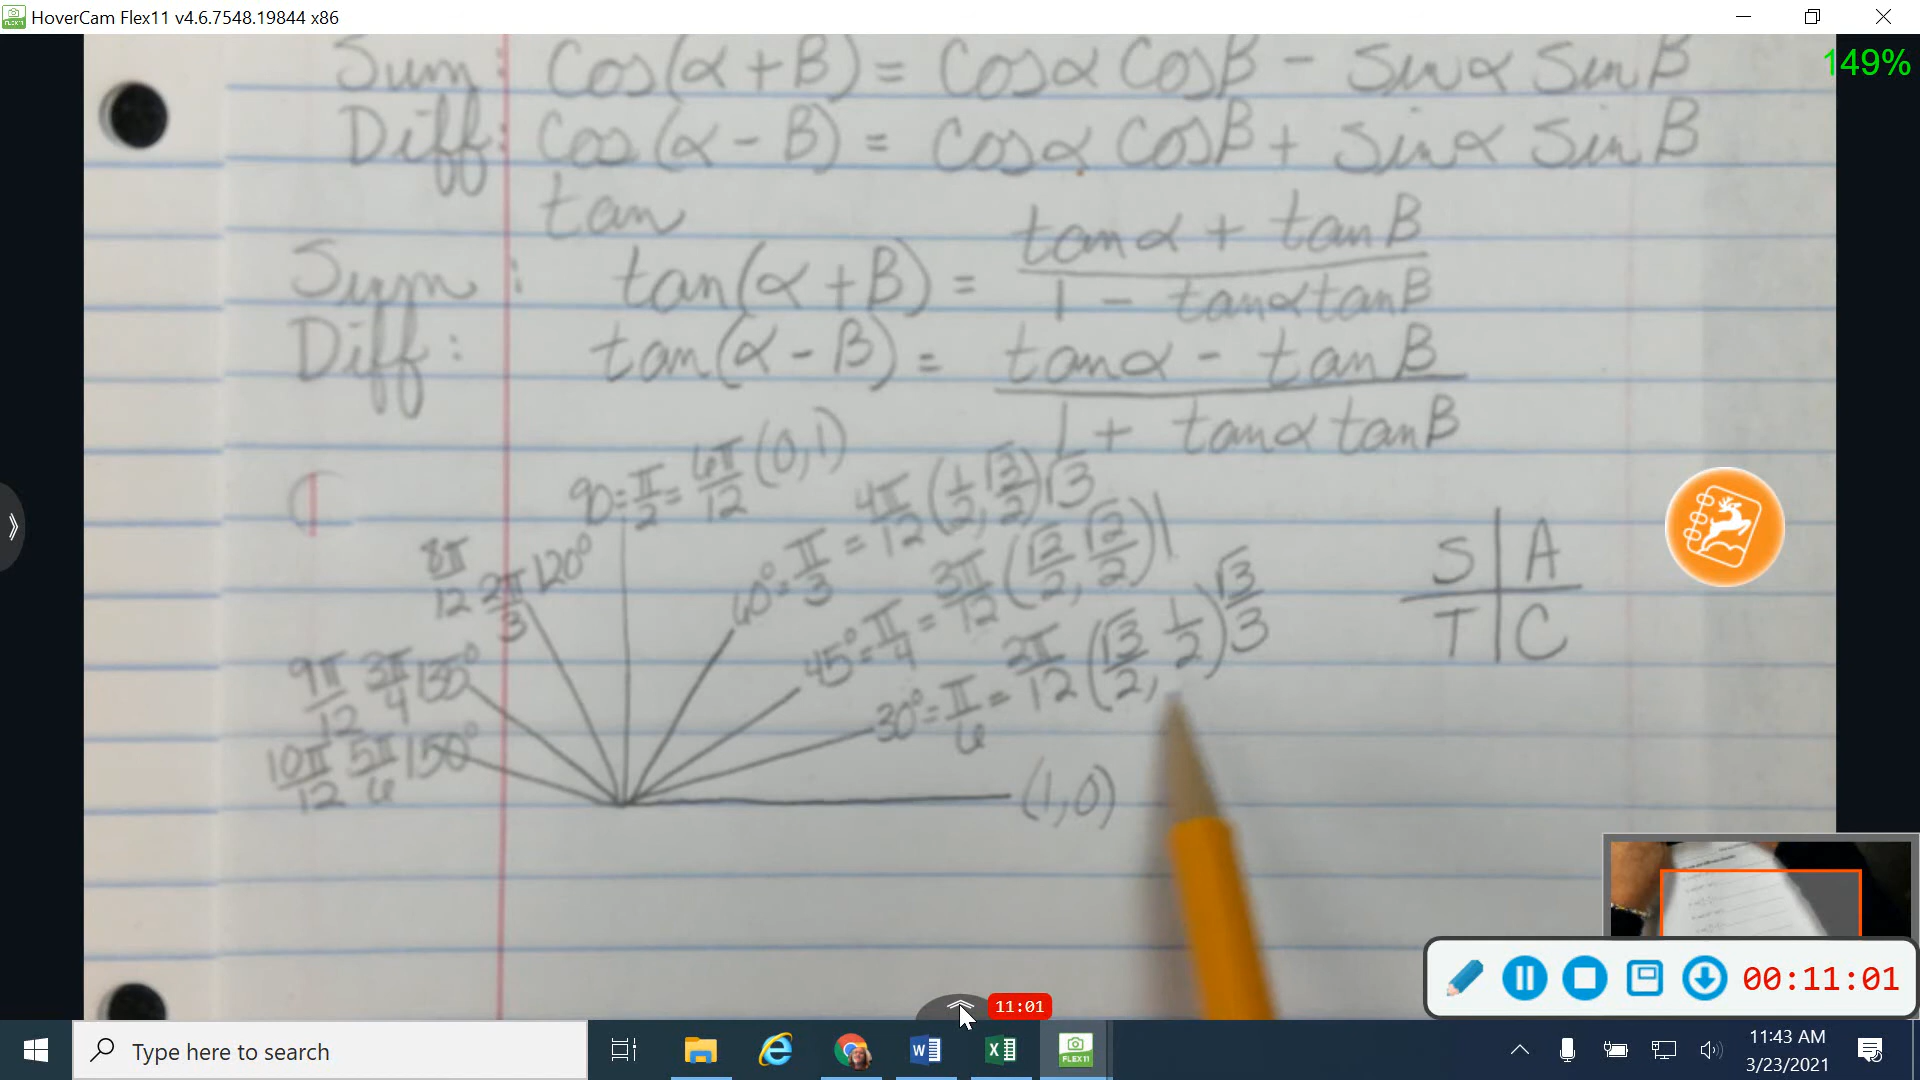 HoverCam Flex11 v4.6.7548.19844 x86
149%
Sum: Cos(α+B) = Cosα CosB - Sinα SinB
Diff: Cos(α-B) = Cosα CosB + Sinα SinB
tan
Sum: tan(α+B) = tanα + tanB
1 - tanαtanB
Diff: tan(α-B) = tanα - tanB
1 + tanα tanB
90=π/2=6π/12 (0,1)
60°=π/3=4π/12 (1/2, √3/2) √3
45°=π/4=3π/12 (√2/2, √2/2) 1
30°=π/6=2π/12 (√3/2, 1/2) √3/3
(1,0)
8π/12 2π/3 120°
9π/12 3π/4 135°
10π/12 5π/6 150°
S A
T C
00:11:01
11:01
Type here to search
FLEX11
11:43 AM
3/23/2021